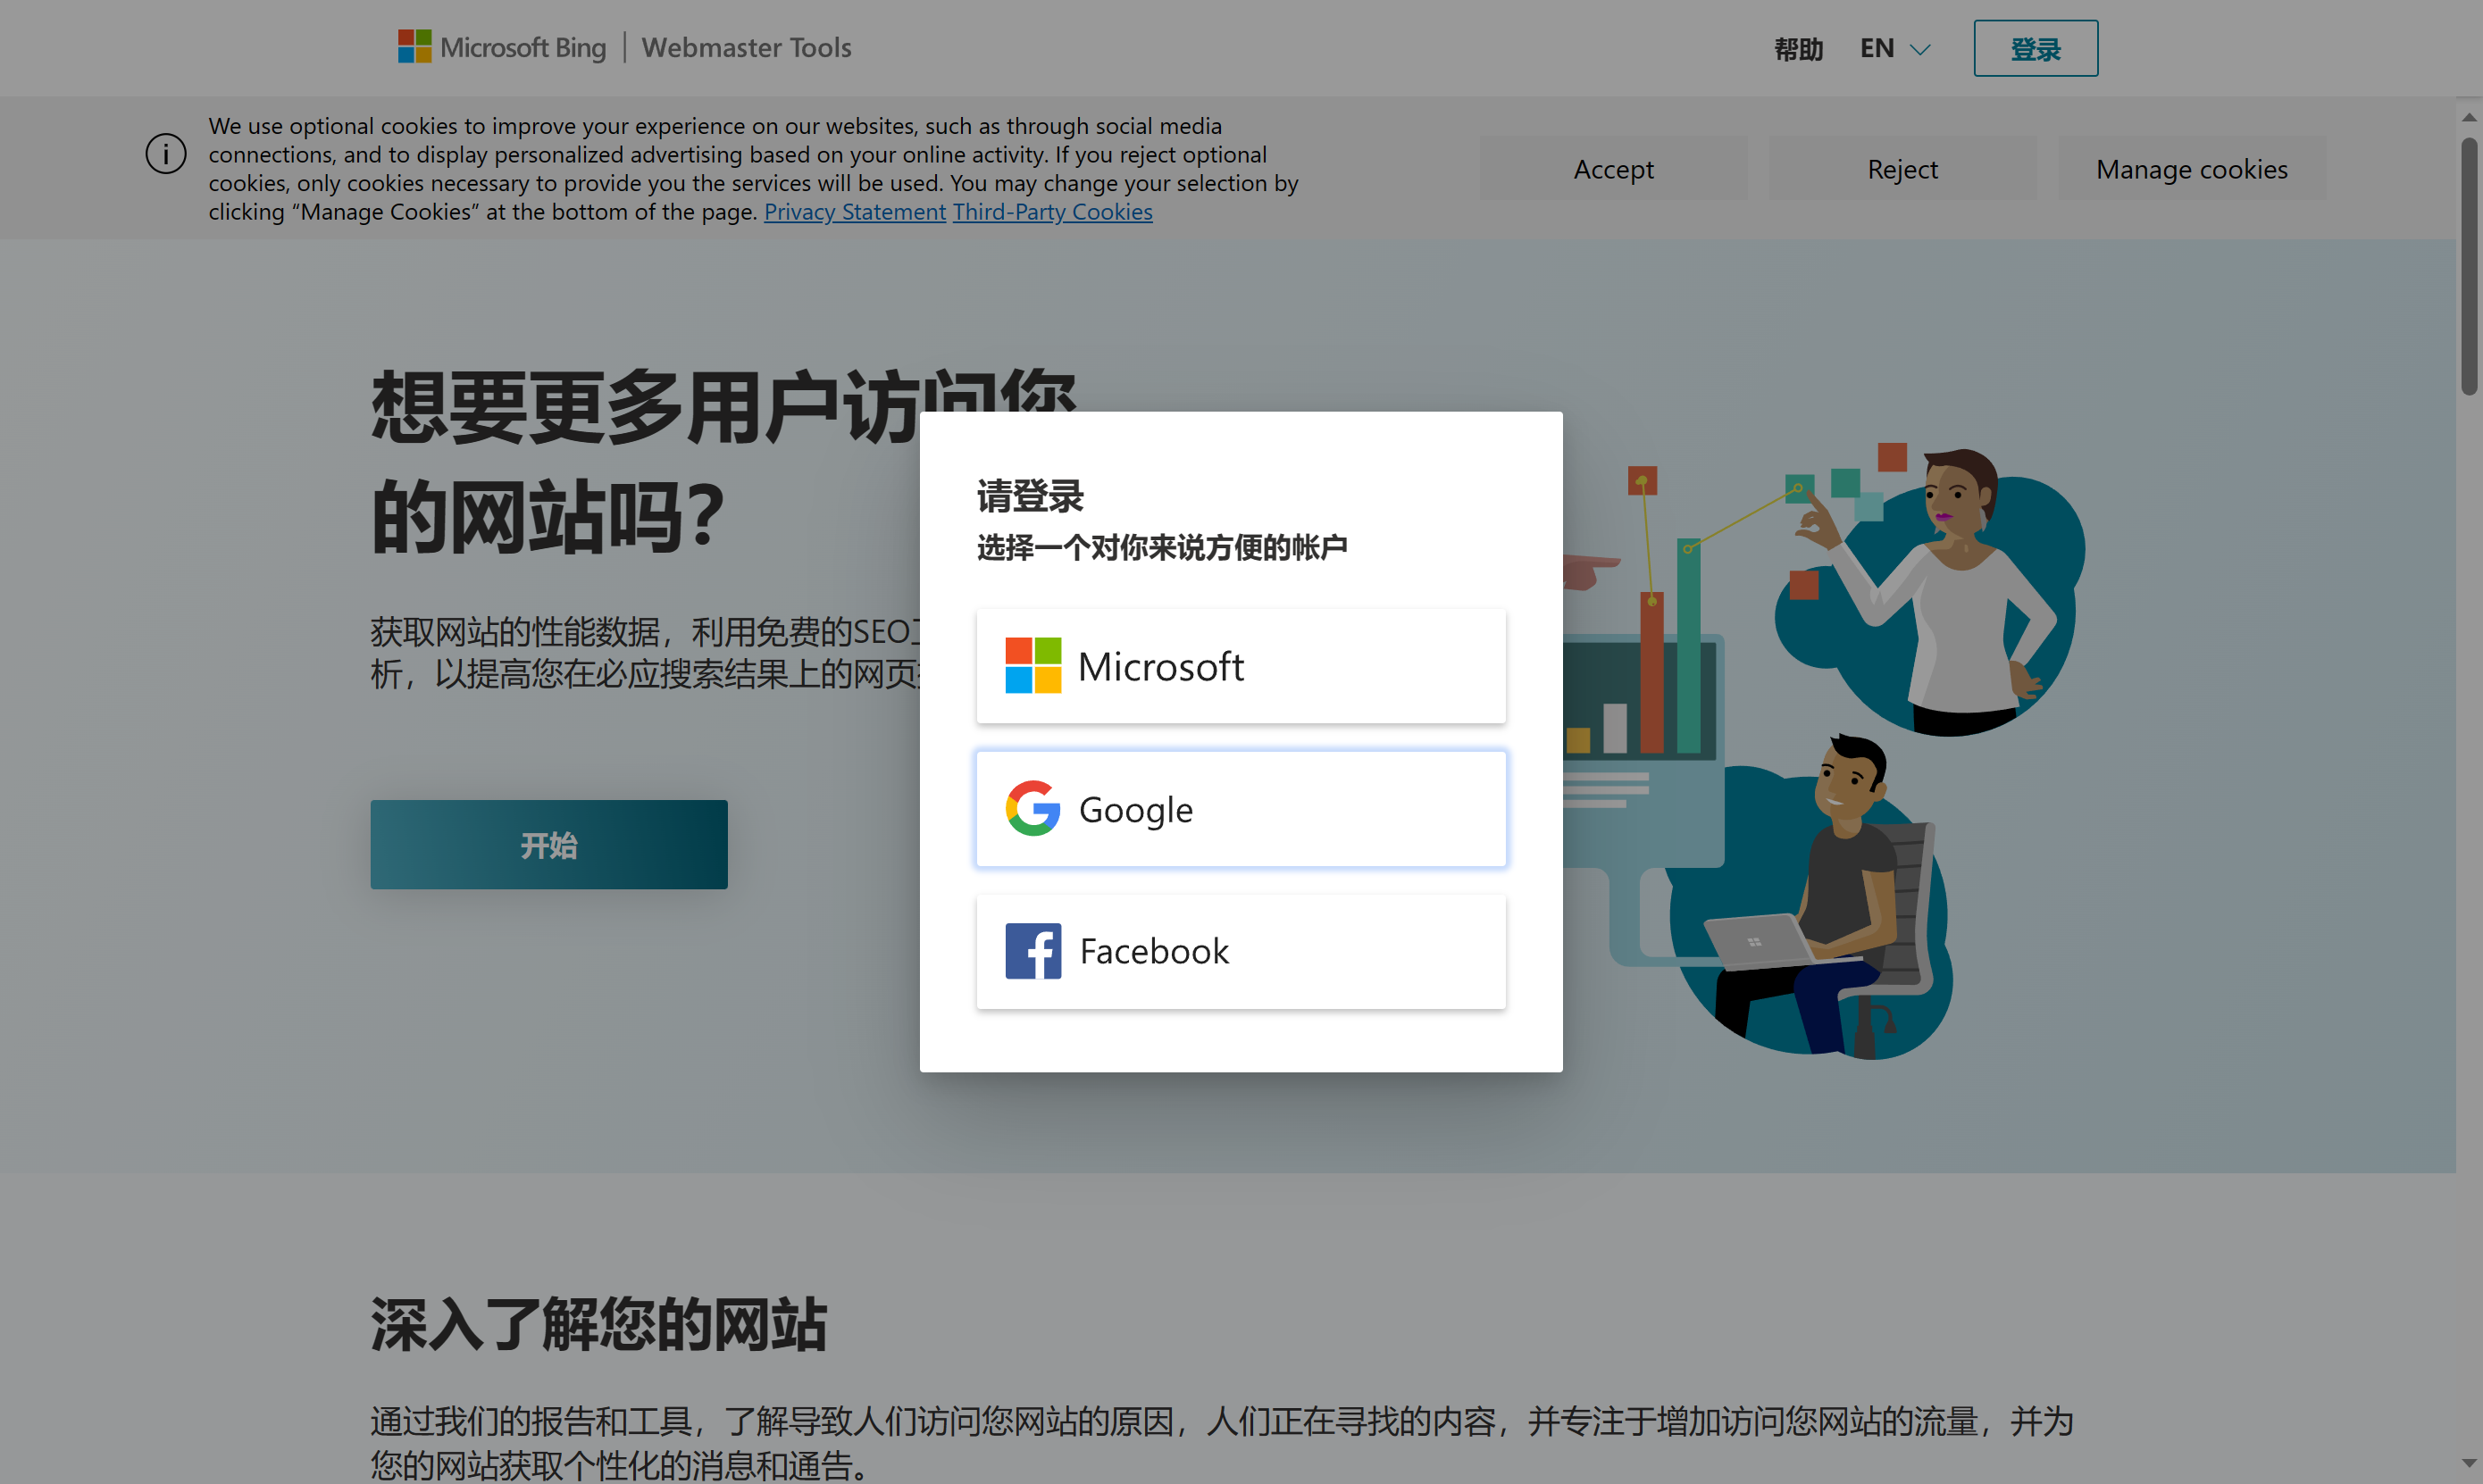 Microsoft Bing | Webmaster Tools
帮助
EN
登录
We use optional cookies to improve your experience on our websites, such as through social media
connections, and to display personalized advertising based on your online activity. If you reject optional
cookies, only cookies necessary to provide you the services will be used. You may change your selection by
clicking “Manage Cookies” at the bottom of the page. Privacy Statement Third-Party Cookies
Accept
Reject
Manage cookies
想要更多用户访问您
的网站吗？
获取网站的性能数据，利用免费的SEO
析，以提高您在必应搜索结果上的网页
开始
请登录
选择一个对你来说方便的帐户
Microsoft
Google
Facebook
深入了解您的网站
通过我们的报告和工具，了解导致人们访问您网站的原因，人们正在寻找的内容，并专注于增加访问您网站的流量，并为
您的网站获取个性化的消息和通告。